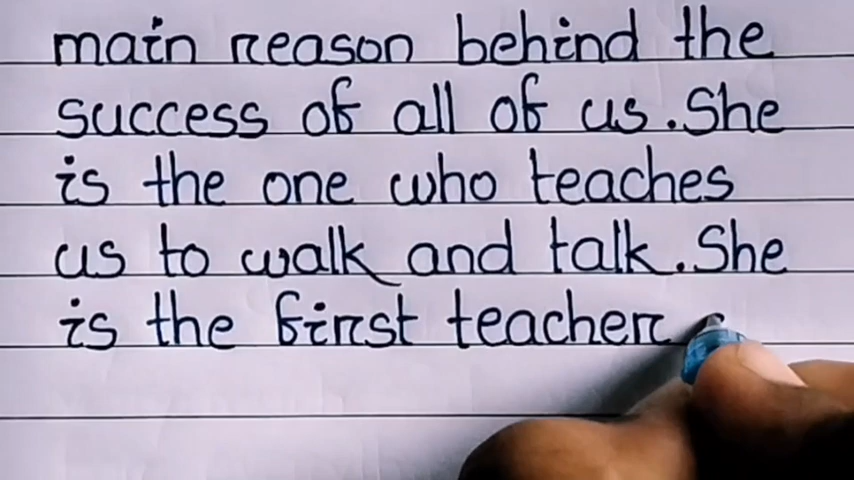 main reason behind the
success of all of us. She
is the one who teaches
us to walk and talk. She
is the first teacher